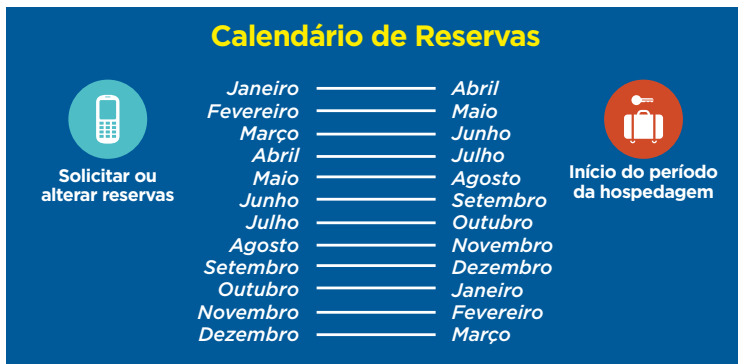 Calendário de Reservas
Solicitar ou
alterar reservas
Janeiro Abril
Fevereiro Maio
Março Junho
Abril Julho
Maio Agosto
Junho Setembro
Julho Outubro
Agosto Novembro
Setembro Dezembro
Outubro Janeiro
Novembro Fevereiro
Dezembro Março
Início do período
da hospedagem